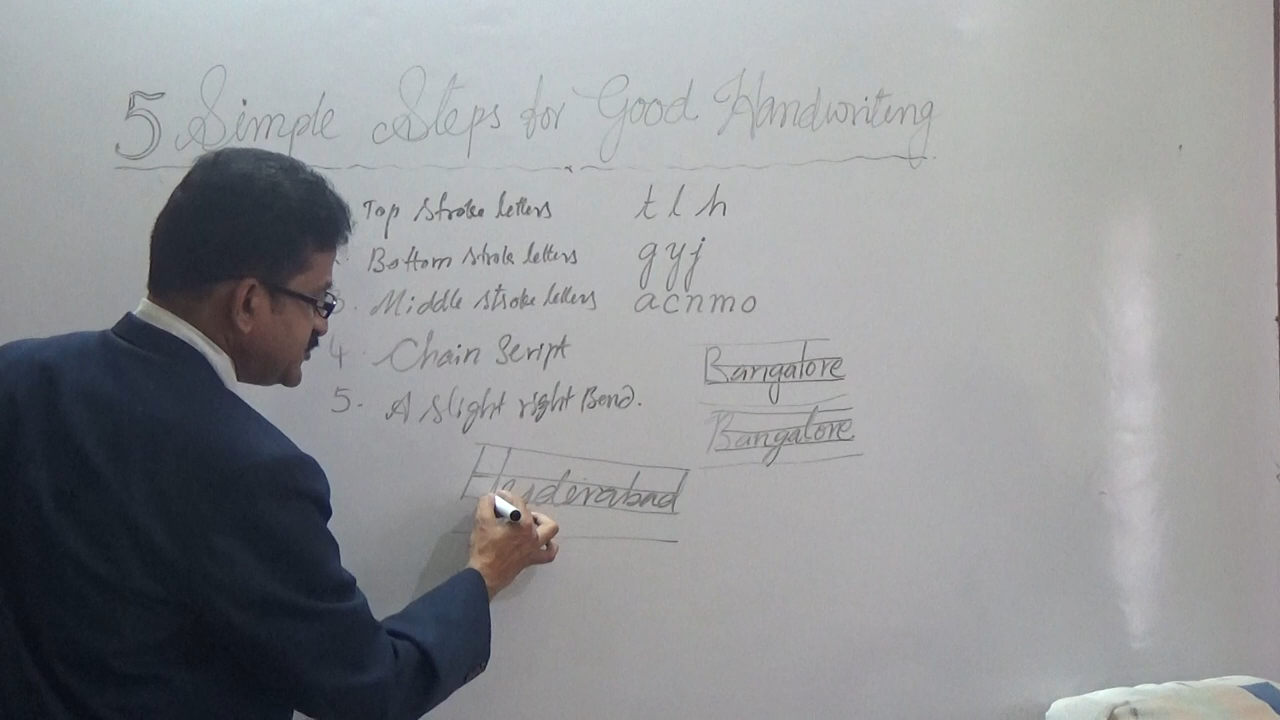 5 Simple Steps for Good Handwriting
Top stroke letters t l h
Bottom stroke letters g y j
3. Middle stroke letters a c n m o
4. Chain Script
5. A slight right Bend.
Bangalore
Bangalore
Hyderabad